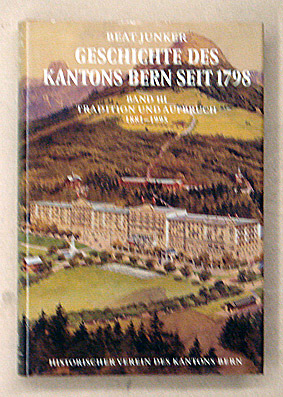 BEAT JUNKER
GESCHICHTE DES
KANTONS BERN SEIT 1798
BAND III
TRADITION UND AUFBRUCH
1881–1995
HISTORISCHER VEREIN DES KANTONS BERN